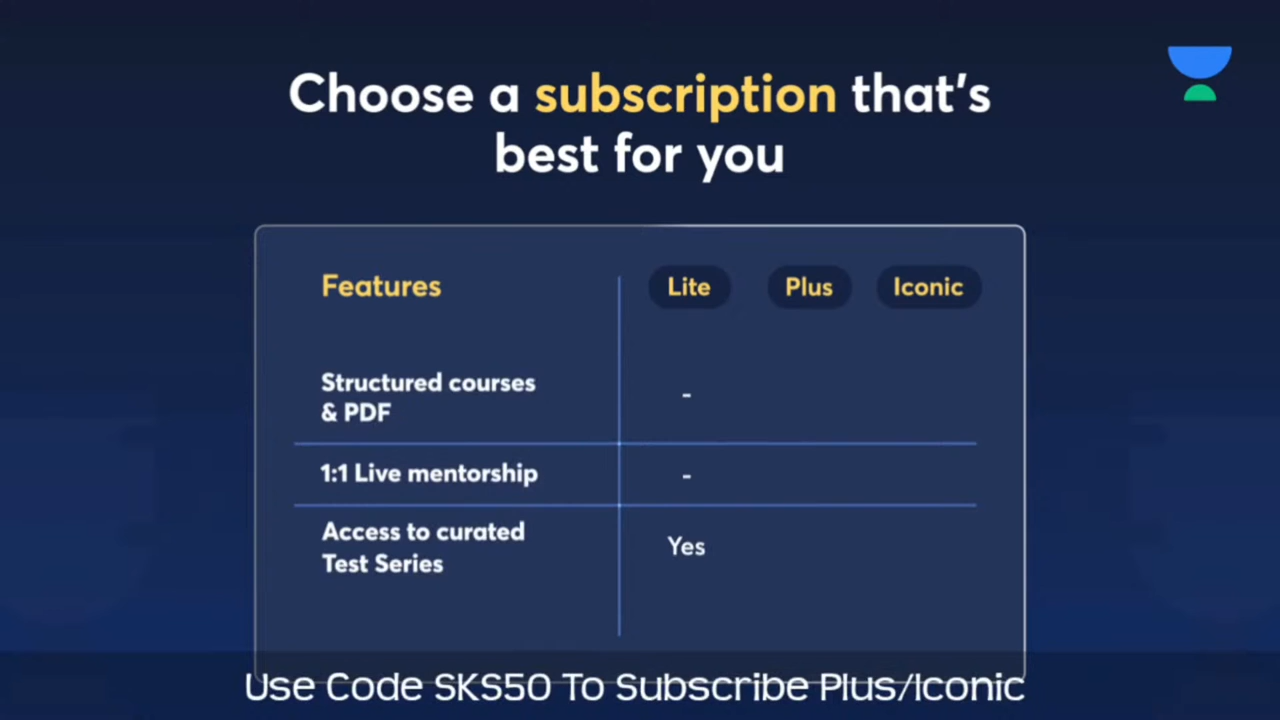 Choose a subscription that's
best for you
Features Lite Plus Iconic
Structured courses
& PDF
-
1:1 Live mentorship -
Access to curated
Test Series
Yes
Use Code SKS50 To Subscribe Plus/Iconic